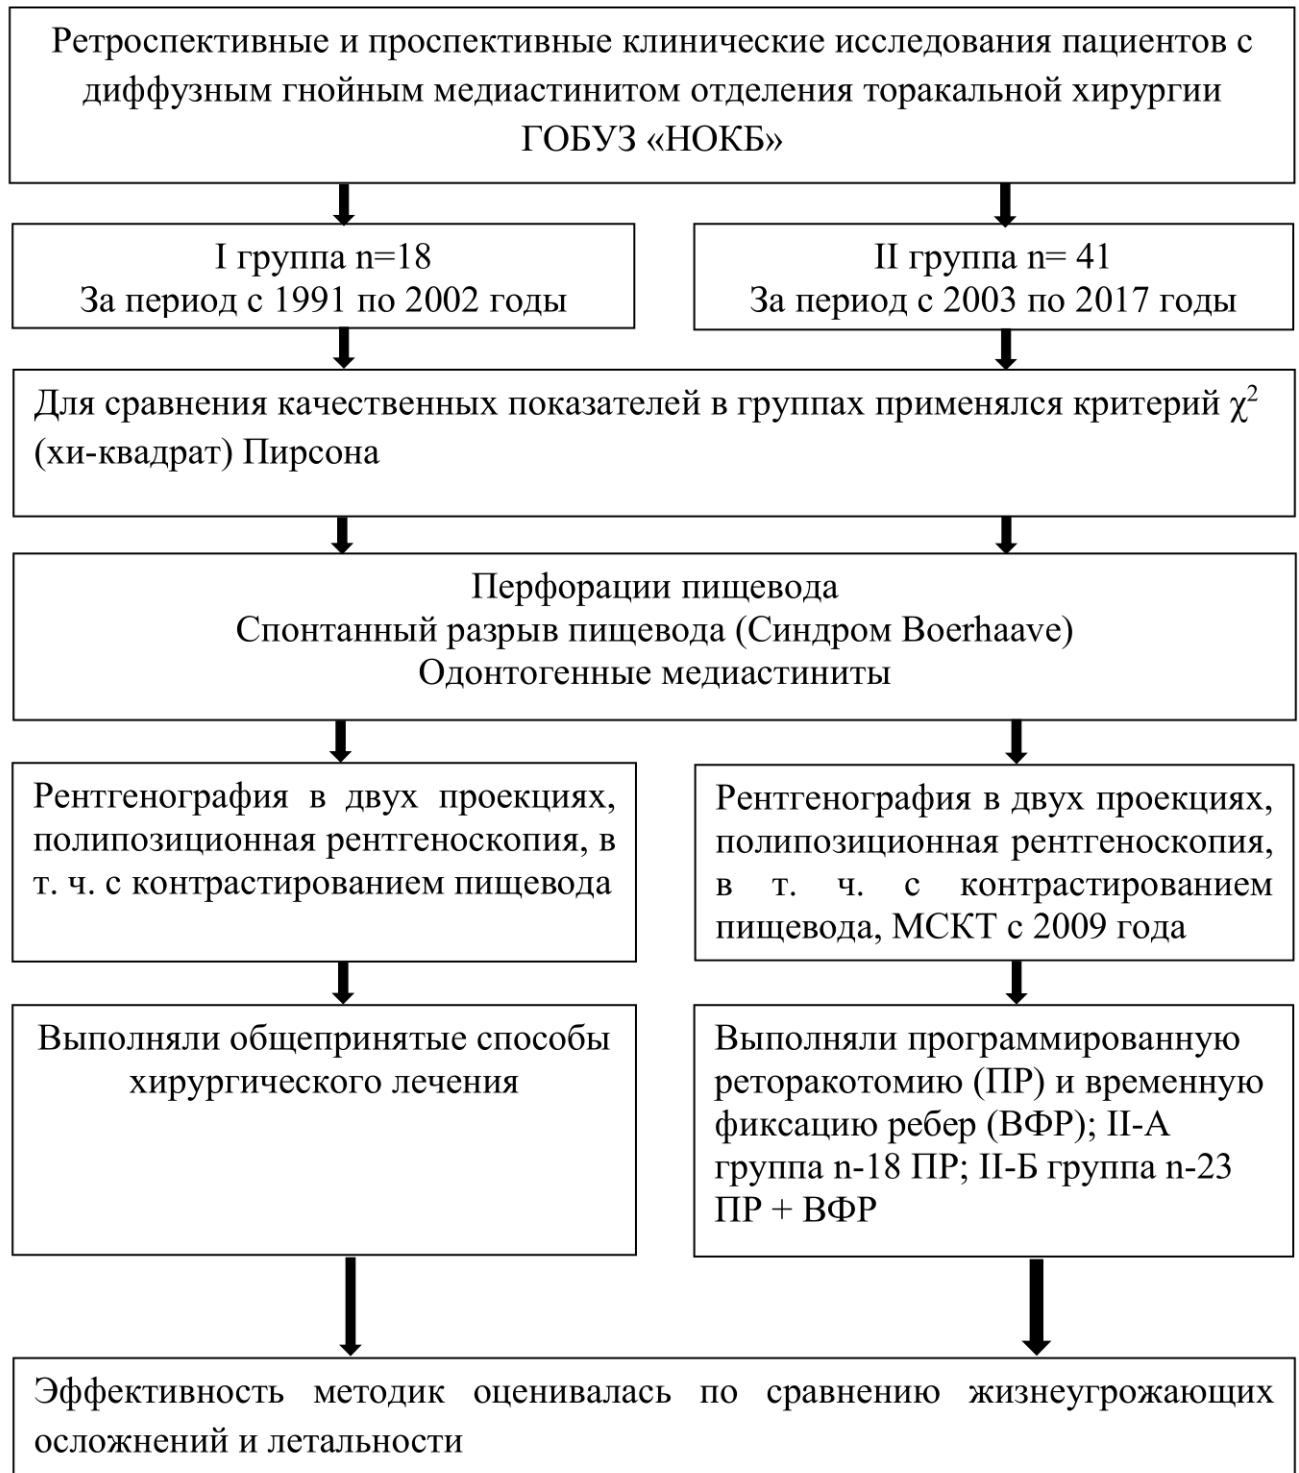 Ретроспективные и проспективные клинические исследования пациентов с
диффузным гнойным медиастинитом отделения торакальной хирургии
ГОБУЗ «НОКБ»
I группа n=18
За период с 1991 по 2002 годы
II группа n= 41
За период с 2003 по 2017 годы
Для сравнения качественных показателей в группах применялся критерий χ²
(хи-квадрат) Пирсона
Перфорации пищевода
Спонтанный разрыв пищевода (Синдром Boerhaave)
Одонтогенные медиастиниты
Рентгенография в двух проекциях,
полипозиционная рентгеноскопия, в
т. ч. с контрастированием пищевода
Рентгенография в двух проекциях,
полипозиционная рентгеноскопия,
в т. ч. с контрастированием
пищевода, МСКТ с 2009 года
Выполняли общепринятые способы
хирургического лечения
Выполняли программированную
реторакотомию (ПР) и временную
фиксацию ребер (ВФР); II-А
группа n-18 ПР; II-Б группа n-23
ПР + ВФР
Эффективность методик оценивалась по сравнению жизнеугрожающих
осложнений и летальности